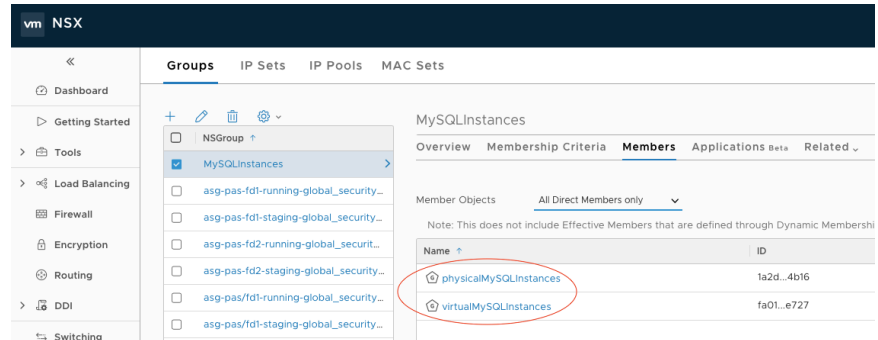 vm NSX
Groups IP Sets IP Pools MAC Sets
Dashboard
Getting Started
Tools
Load Balancing
Firewall
Encryption
Routing
DDI
Switching
NSGroup
MySQLInstances
asg-pas-fd1-running-global_security...
asg-pas-fd1-staging-global_security...
asg-pas-fd2-running-global_securit...
asg-pas-fd2-staging-global_security...
asg-pas/fd1-running-global_security...
asg-pas/fd1-staging-global_security...
MySQLInstances
Overview Membership Criteria Members Applications Beta Related
Member Objects All Direct Members only
Note: This does not include Effective Members that are defined through Dynamic Membershi
Name ID
G physicalMySQLInstances 1a2d...4b16
G virtualMySQLInstances fa01...e727